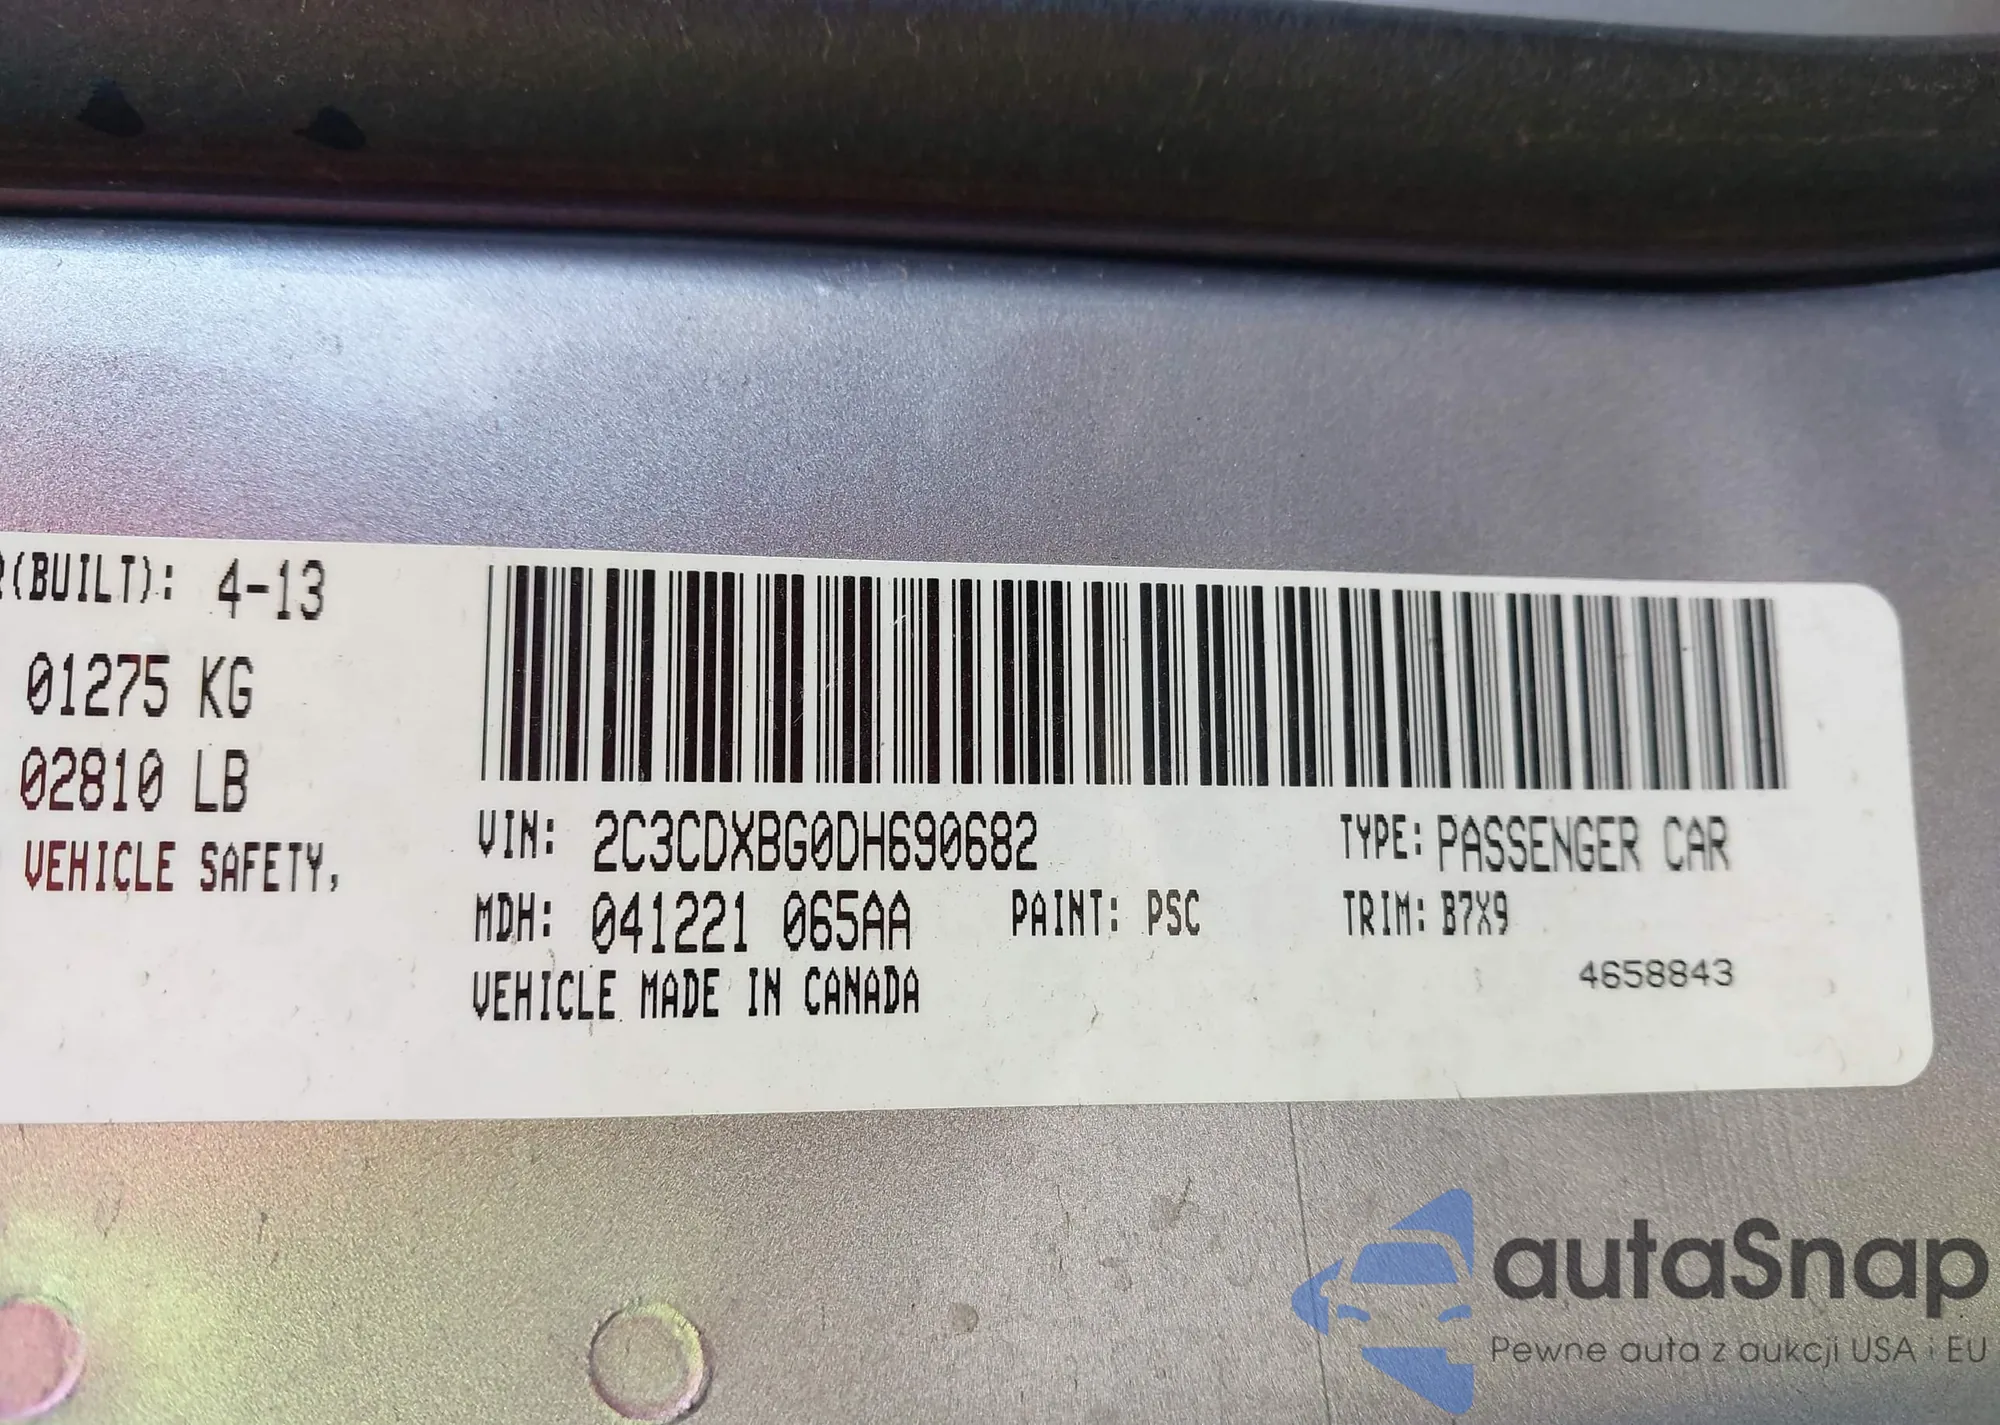 R(BUILT): 4-13
01275 KG
02810 LB
VEHICLE SAFETY,
VIN: 2C3CDXBG0DH690682
TYPE: PASSENGER CAR
MDH: 041221 065AA
PAINT: PSC
TRIM: B7X9
VEHICLE MADE IN CANADA
4658843
autaSnap
Pewne auta z aukcji USA i EU